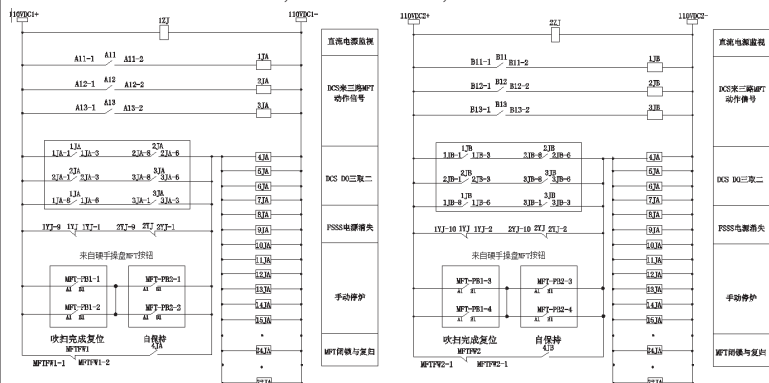 110VDC1+ 110VDC1-
1ZJ
直流电源监视
A11-1 A11 A11-2 1JA
A12-1 A12 A12-2 2JA
A13-1 A13 A13-2 3JA
DCS来三路MFT
动作信号
1JA 2JA
1JA-1 1JA-3 2JA-8 2JA-6 4JA
5JA
2JA 3JA
2JA-1 2JA-3 3JA-8 3JA-6 6JA
1JA 3JA
1JA-8 1JA-6 3JA-1 3JA-3 7JA
DCS DO三取二
8JA
1YJ-9 1YJ 1YJ-1 2YJ-9 2YJ 2YJ-1 9JA
FSSS电源消失
10JA
来自硬手操盘MFT按钮
11JA
12JA
MFT-PB1-1 MFT-PB2-1
13JA
14JA
MFT-PB1-2 MFT-PB2-2
15JA
手动停炉
吹扫完成复位 自保持
MFTFW1 4JA
MFTFW1-1 MFTFW1-2
24JA
MFT闭锁与复归
110VDC2+ 110VDC2-
2ZJ
直流电源监视
B11-1 B11 B11-2 1JB
B12-1 B12 B12-2 2JB
B13-1 B13 B13-2 3JB
DCS来三路MFT
动作信号
1JB 2JB
1JB-1 1JB-3 2JB-8 2JB-6 4JA
5JA
2JB 3JB
2JB-1 2JB-3 3JB-8 3JB-6 6JA
1JB 3JB
1JB-8 1JB-6 3JB-1 3JB-3 7JA
DCS DO三取二
8JA
1YJ-10 1YJ 1YJ-2 2YJ-10 2YJ 2YJ-2 9JA
FSSS电源消失
10JA
来自硬手操盘MFT按钮
11JA
12JA
MFT-PB1-3 MFT-PB2-3
13JA
14JA
MFT-PB1-4 MFT-PB2-4
15JA
手动停炉
吹扫完成复位 自保持
MFTFW2 4JB
MFTFW2-1 MFTFW2-1
24JA
MFT闭锁与复归